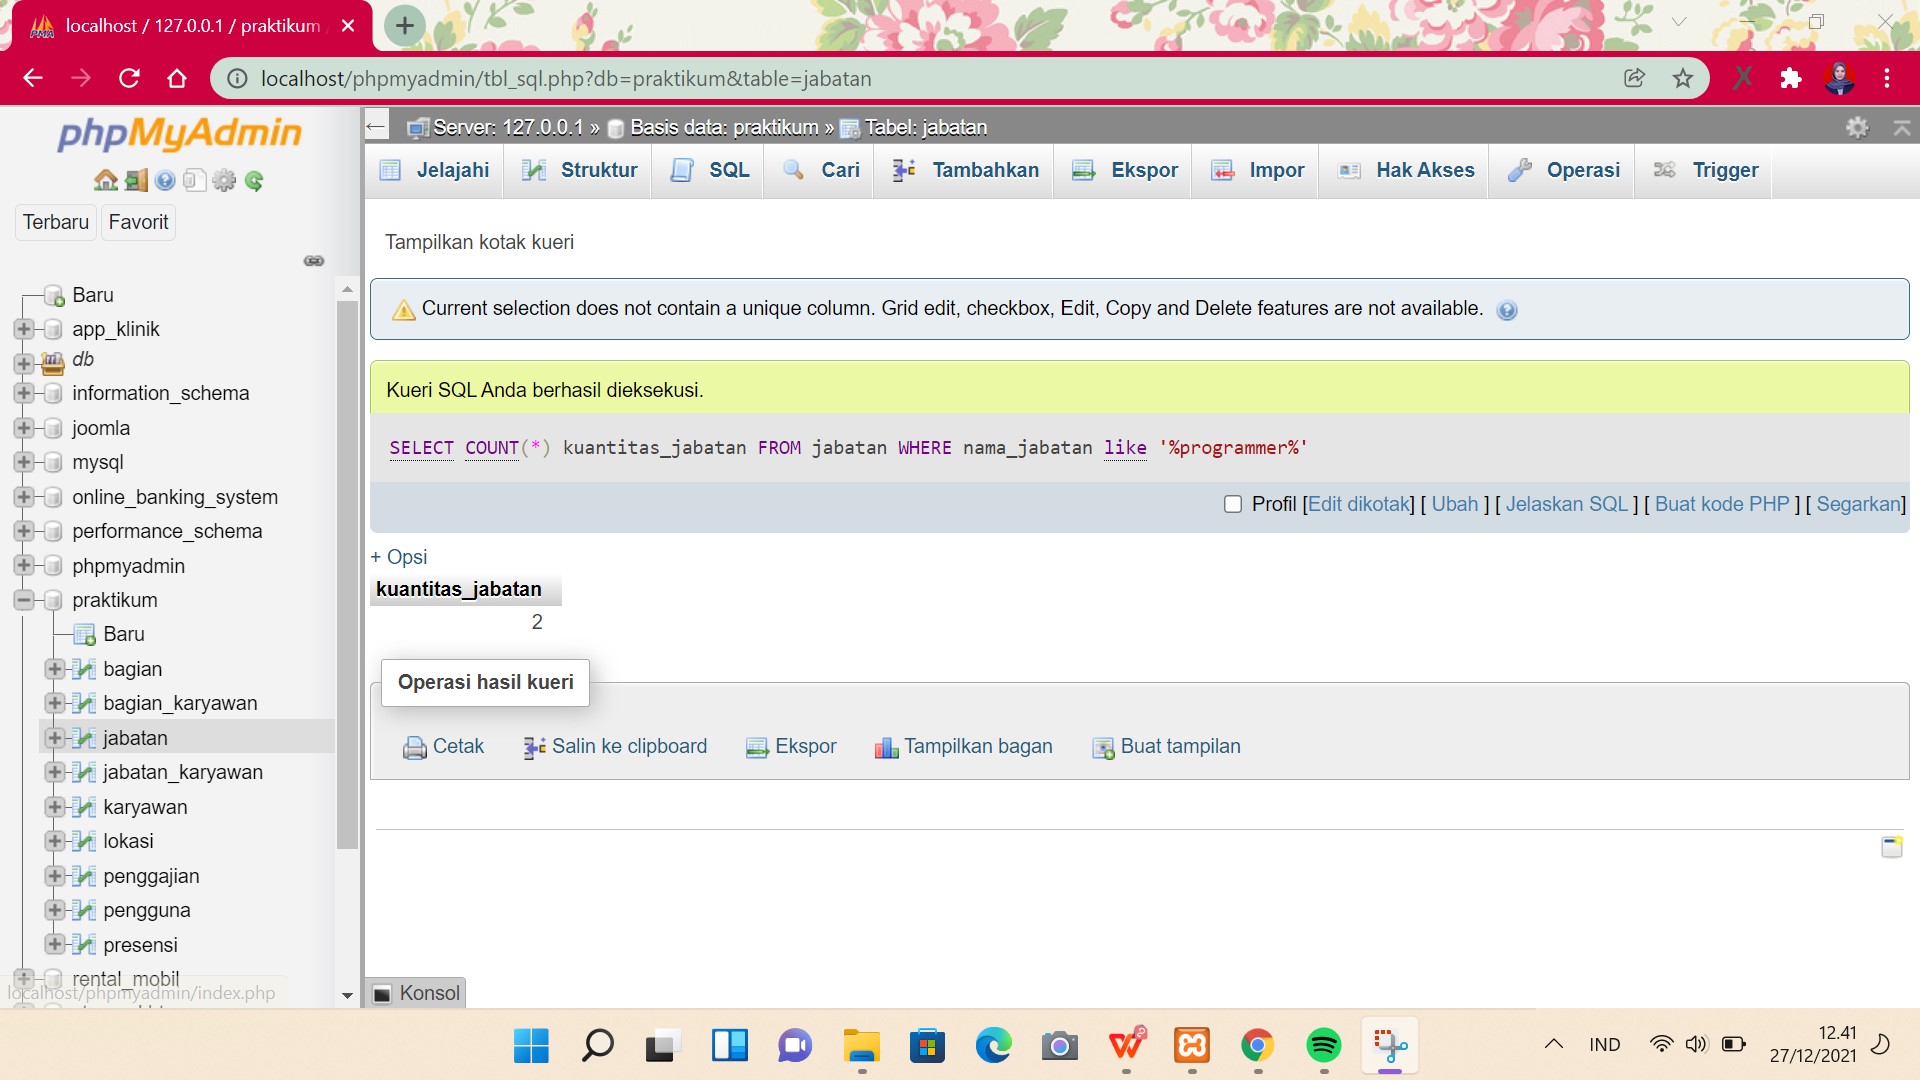 localhost / 127.0.0.1 / praktikum
localhost/phpmyadmin/tbl_sql.php?db=praktikum&table=jabatan
phpMyAdmin
Terbaru Favorit
Baru
app_klinik
db
information_schema
joomla
mysql
online_banking_system
performance_schema
phpmyadmin
praktikum
Baru
bagian
bagian_karyawan
jabatan
jabatan_karyawan
karyawan
lokasi
penggajian
pengguna
presensi
rental_mobil
localhost/phpmyadmin/index.php
Server: 127.0.0.1 » Basis data: praktikum » Tabel: jabatan
Jelajahi Struktur SQL Cari Tambahkan Ekspor Impor Hak Akses Operasi Trigger
Tampilkan kotak kueri
Current selection does not contain a unique column. Grid edit, checkbox, Edit, Copy and Delete features are not available.
Kueri SQL Anda berhasil dieksekusi.
SELECT COUNT(*) kuantitas_jabatan FROM jabatan WHERE nama_jabatan like '%programmer%'
Profil [Edit dikotak] [ Ubah ] [ Jelaskan SQL ] [ Buat kode PHP ] [ Segarkan]
+ Opsi
kuantitas_jabatan
2
Operasi hasil kueri
Cetak Salin ke clipboard Ekspor Tampilkan bagan Buat tampilan
Konsol
IND
12.41
27/12/2021